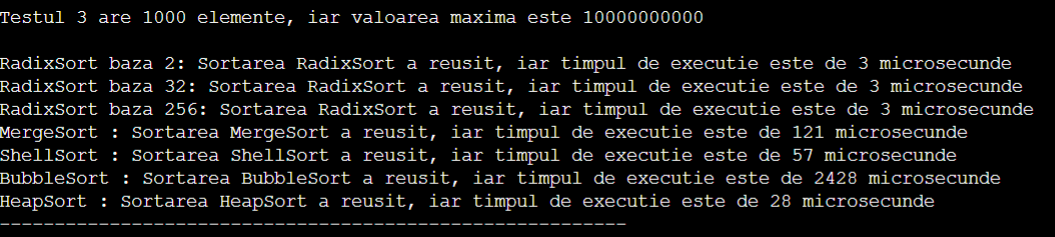 Testul 3 are 1000 elemente, iar valoarea maxima este 10000000000
RadixSort baza 2: Sortarea RadixSort a reusit, iar timpul de executie este de 3 microsecunde
RadixSort baza 32: Sortarea RadixSort a reusit, iar timpul de executie este de 3 microsecunde
RadixSort baza 256: Sortarea RadixSort a reusit, iar timpul de executie este de 3 microsecunde
MergeSort : Sortarea MergeSort a reusit, iar timpul de executie este de 121 microsecunde
ShellSort : Sortarea ShellSort a reusit, iar timpul de executie este de 57 microsecunde
BubbleSort : Sortarea BubbleSort a reusit, iar timpul de executie este de 2428 microsecunde
HeapSort : Sortarea HeapSort a reusit, iar timpul de executie este de 28 microsecunde
---------------------------------------------------------